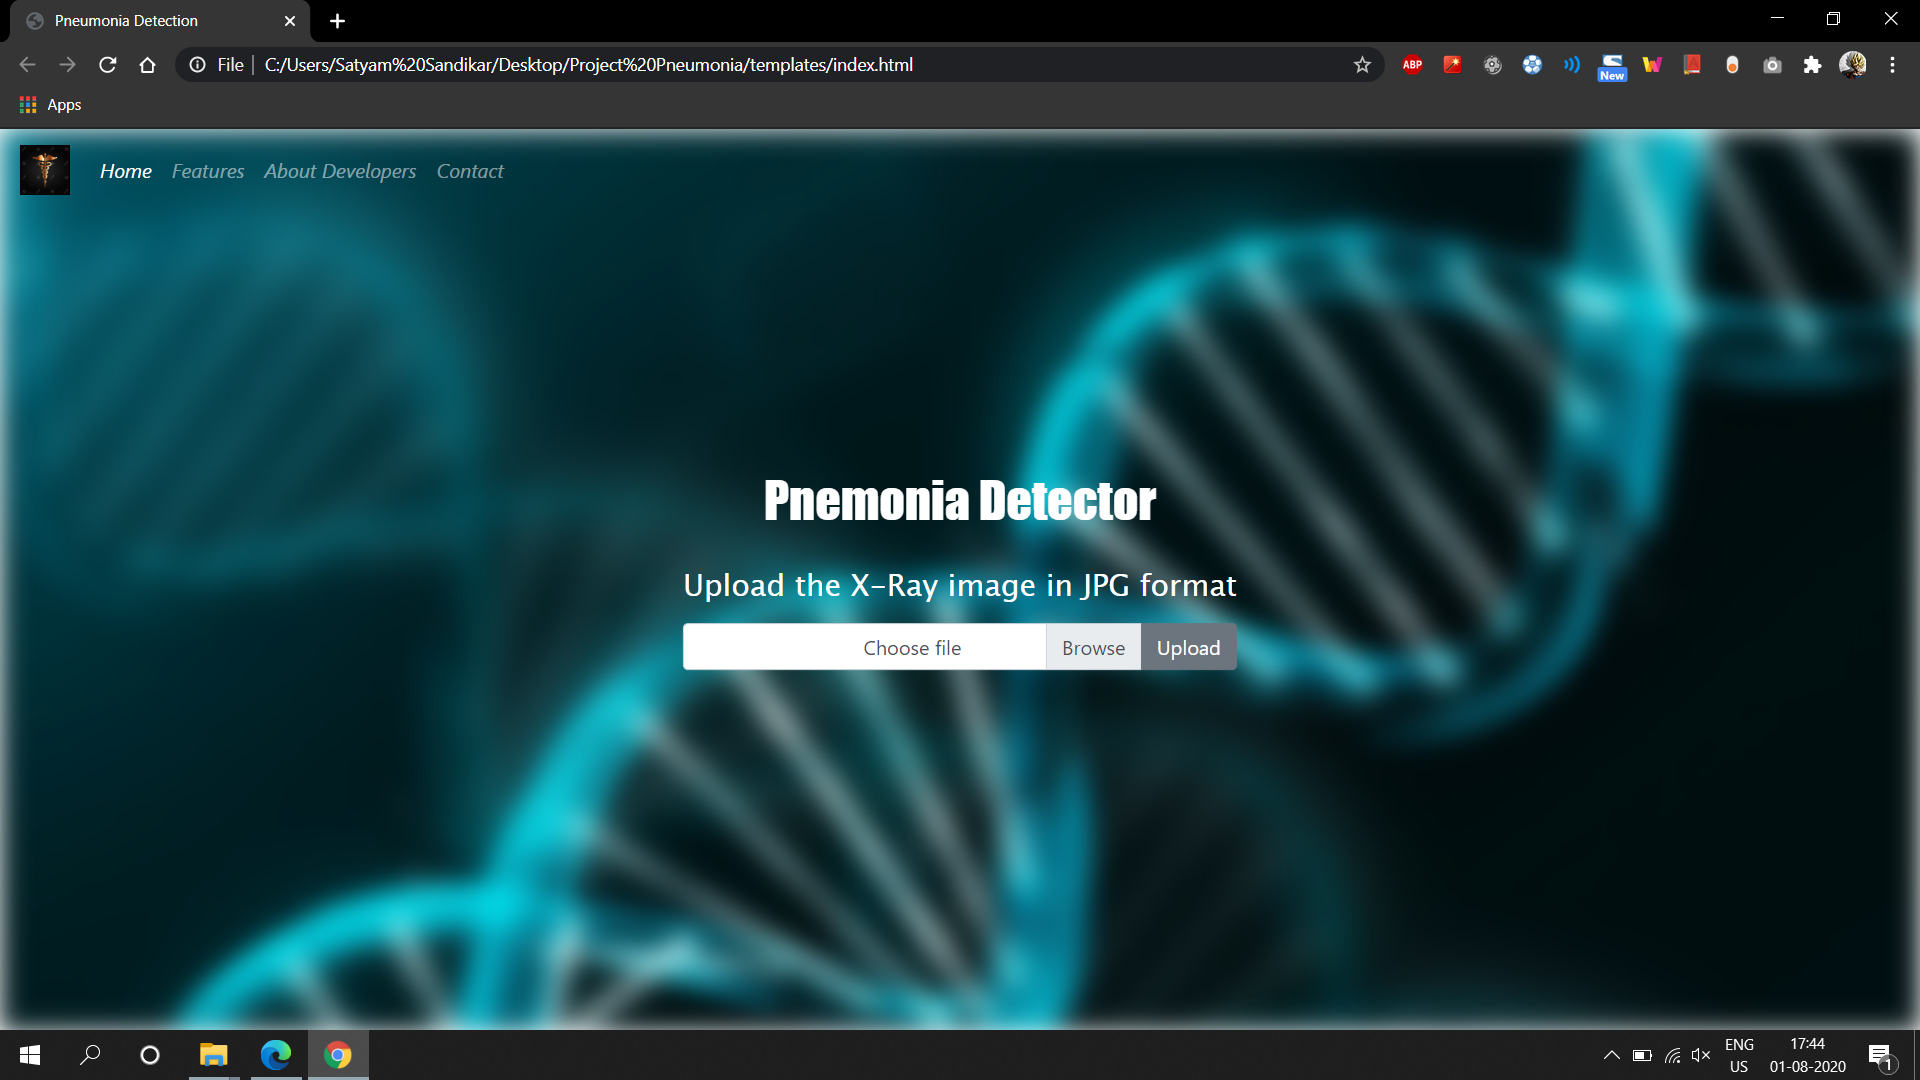 Pneumonia Detection
File | C:/Users/Satyam%20Sandikar/Desktop/Project%20Pneumonia/templates/index.html
ABP
New
Apps
Home Features About Developers Contact
Pnemonia Detector
Upload the X-Ray image in JPG format
Choose file Browse Upload
ENG 17:44
US 01-08-2020
1